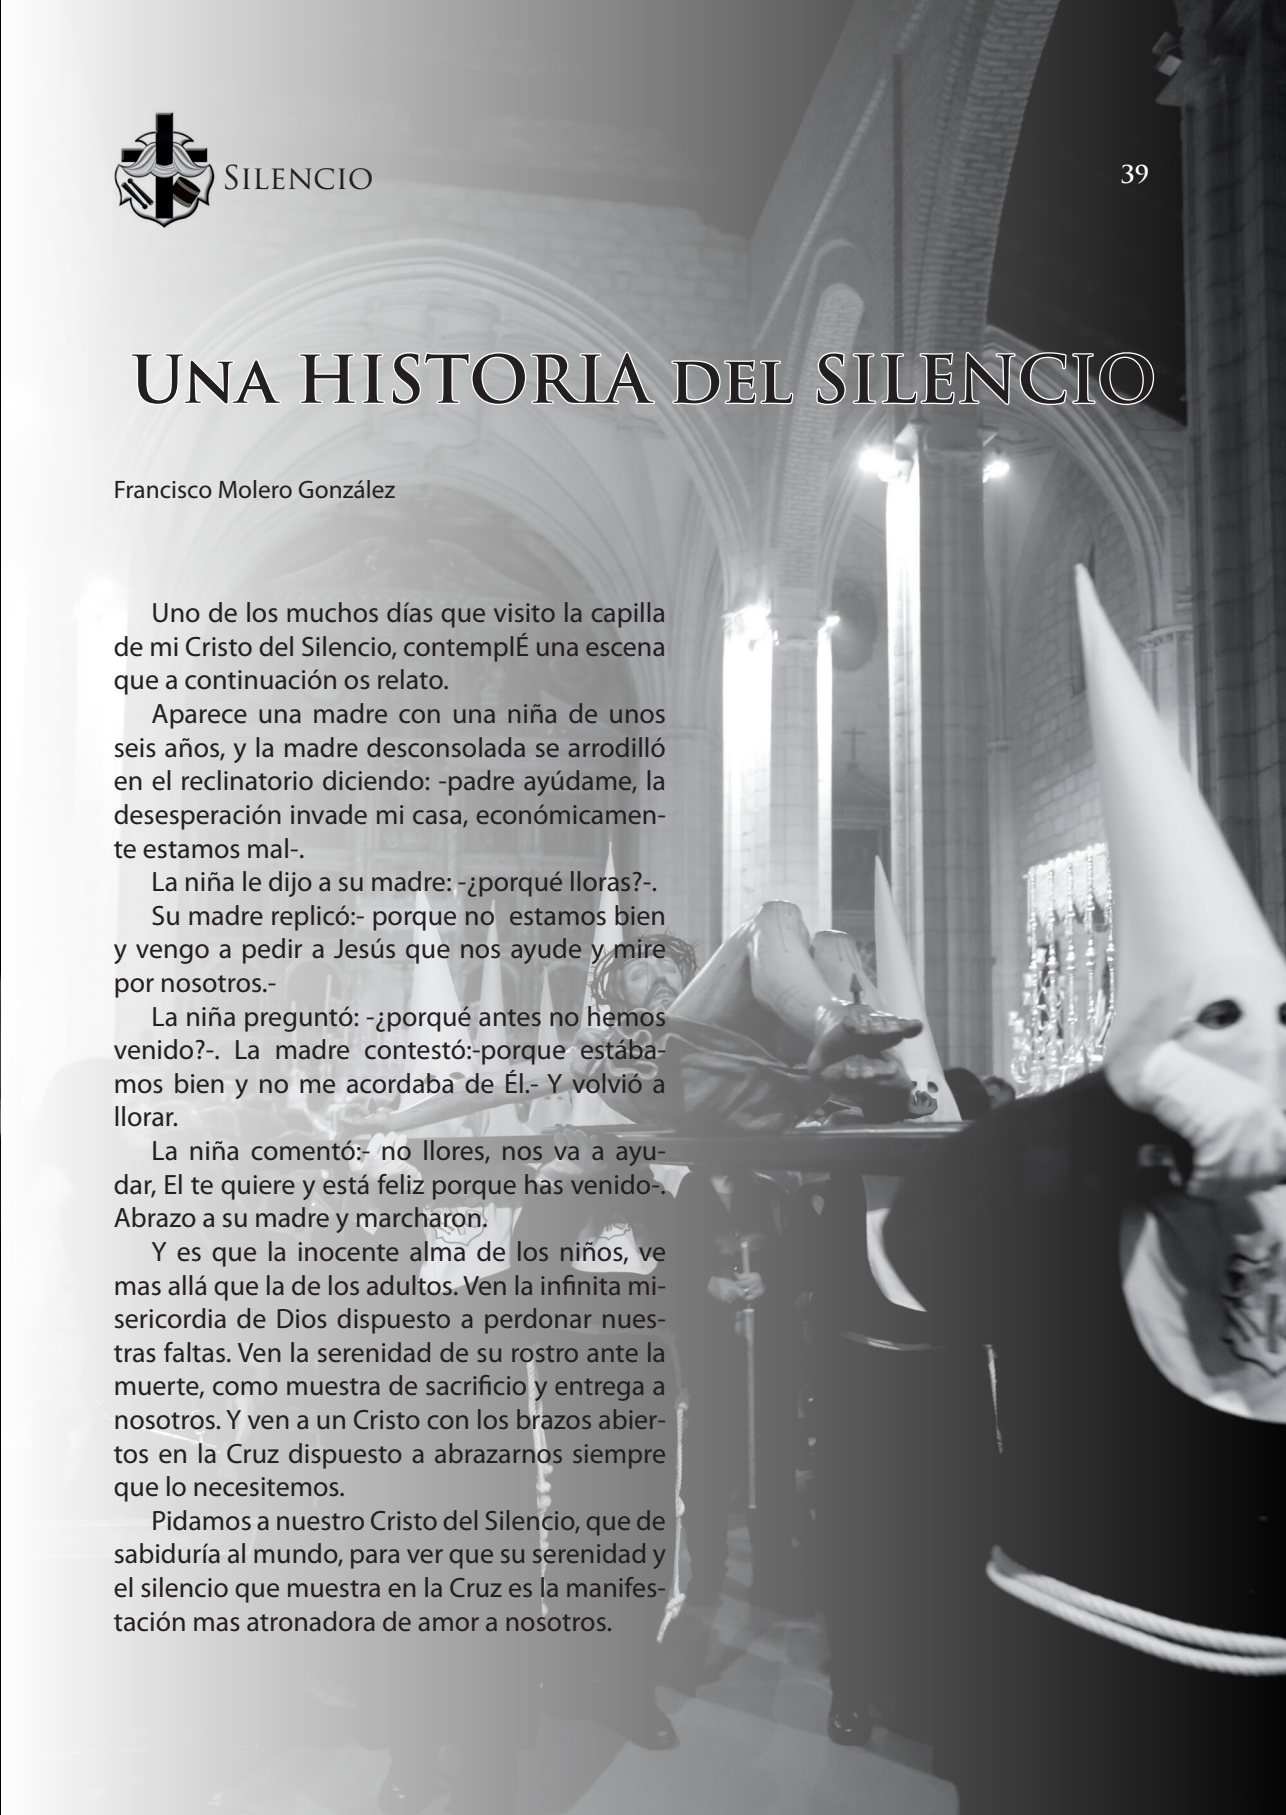 SILENCIO
39
UNA HISTORIA DEL SILENCIO
Francisco Molero González
Uno de los muchos días que visito la capilla
de mi Cristo del Silencio, contemplÉ una escena
que a continuación os relato.
Aparece una madre con una niña de unos
seis años, y la madre desconsolada se arrodilló
en el reclinatorio diciendo: -padre ayúdame, la
desesperación invade mi casa, económicamen-
te estamos mal-.
La niña le dijo a su madre: -¿porqué lloras?-.
Su madre replicó:- porque no  estamos bien
y vengo a pedir a Jesús que nos ayude y mire
por nosotros.-
La niña preguntó: -¿porqué antes no hemos
venido?-. La madre contestó:-porque estába-
mos bien y no me acordaba de Él.- Y volvió a
llorar.
La niña comentó:- no llores, nos va a ayu-
dar, El te quiere y está feliz porque has venido-.
Abrazo a su madre y marcharon.
Y es que la inocente alma de los niños, ve
mas allá que la de los adultos. Ven la infinita mi-
sericordia de Dios dispuesto a perdonar nues-
tras faltas. Ven la serenidad de su rostro ante la
muerte, como muestra de sacrificio y entrega a
nosotros. Y ven a un Cristo con los brazos abier-
tos en la Cruz dispuesto a abrazarnos siempre
que lo necesitemos.
Pidamos a nuestro Cristo del Silencio, que de
sabiduría al mundo, para ver que su serenidad y
el silencio que muestra en la Cruz es la manifes-
tación mas atronadora de amor a nosotros.